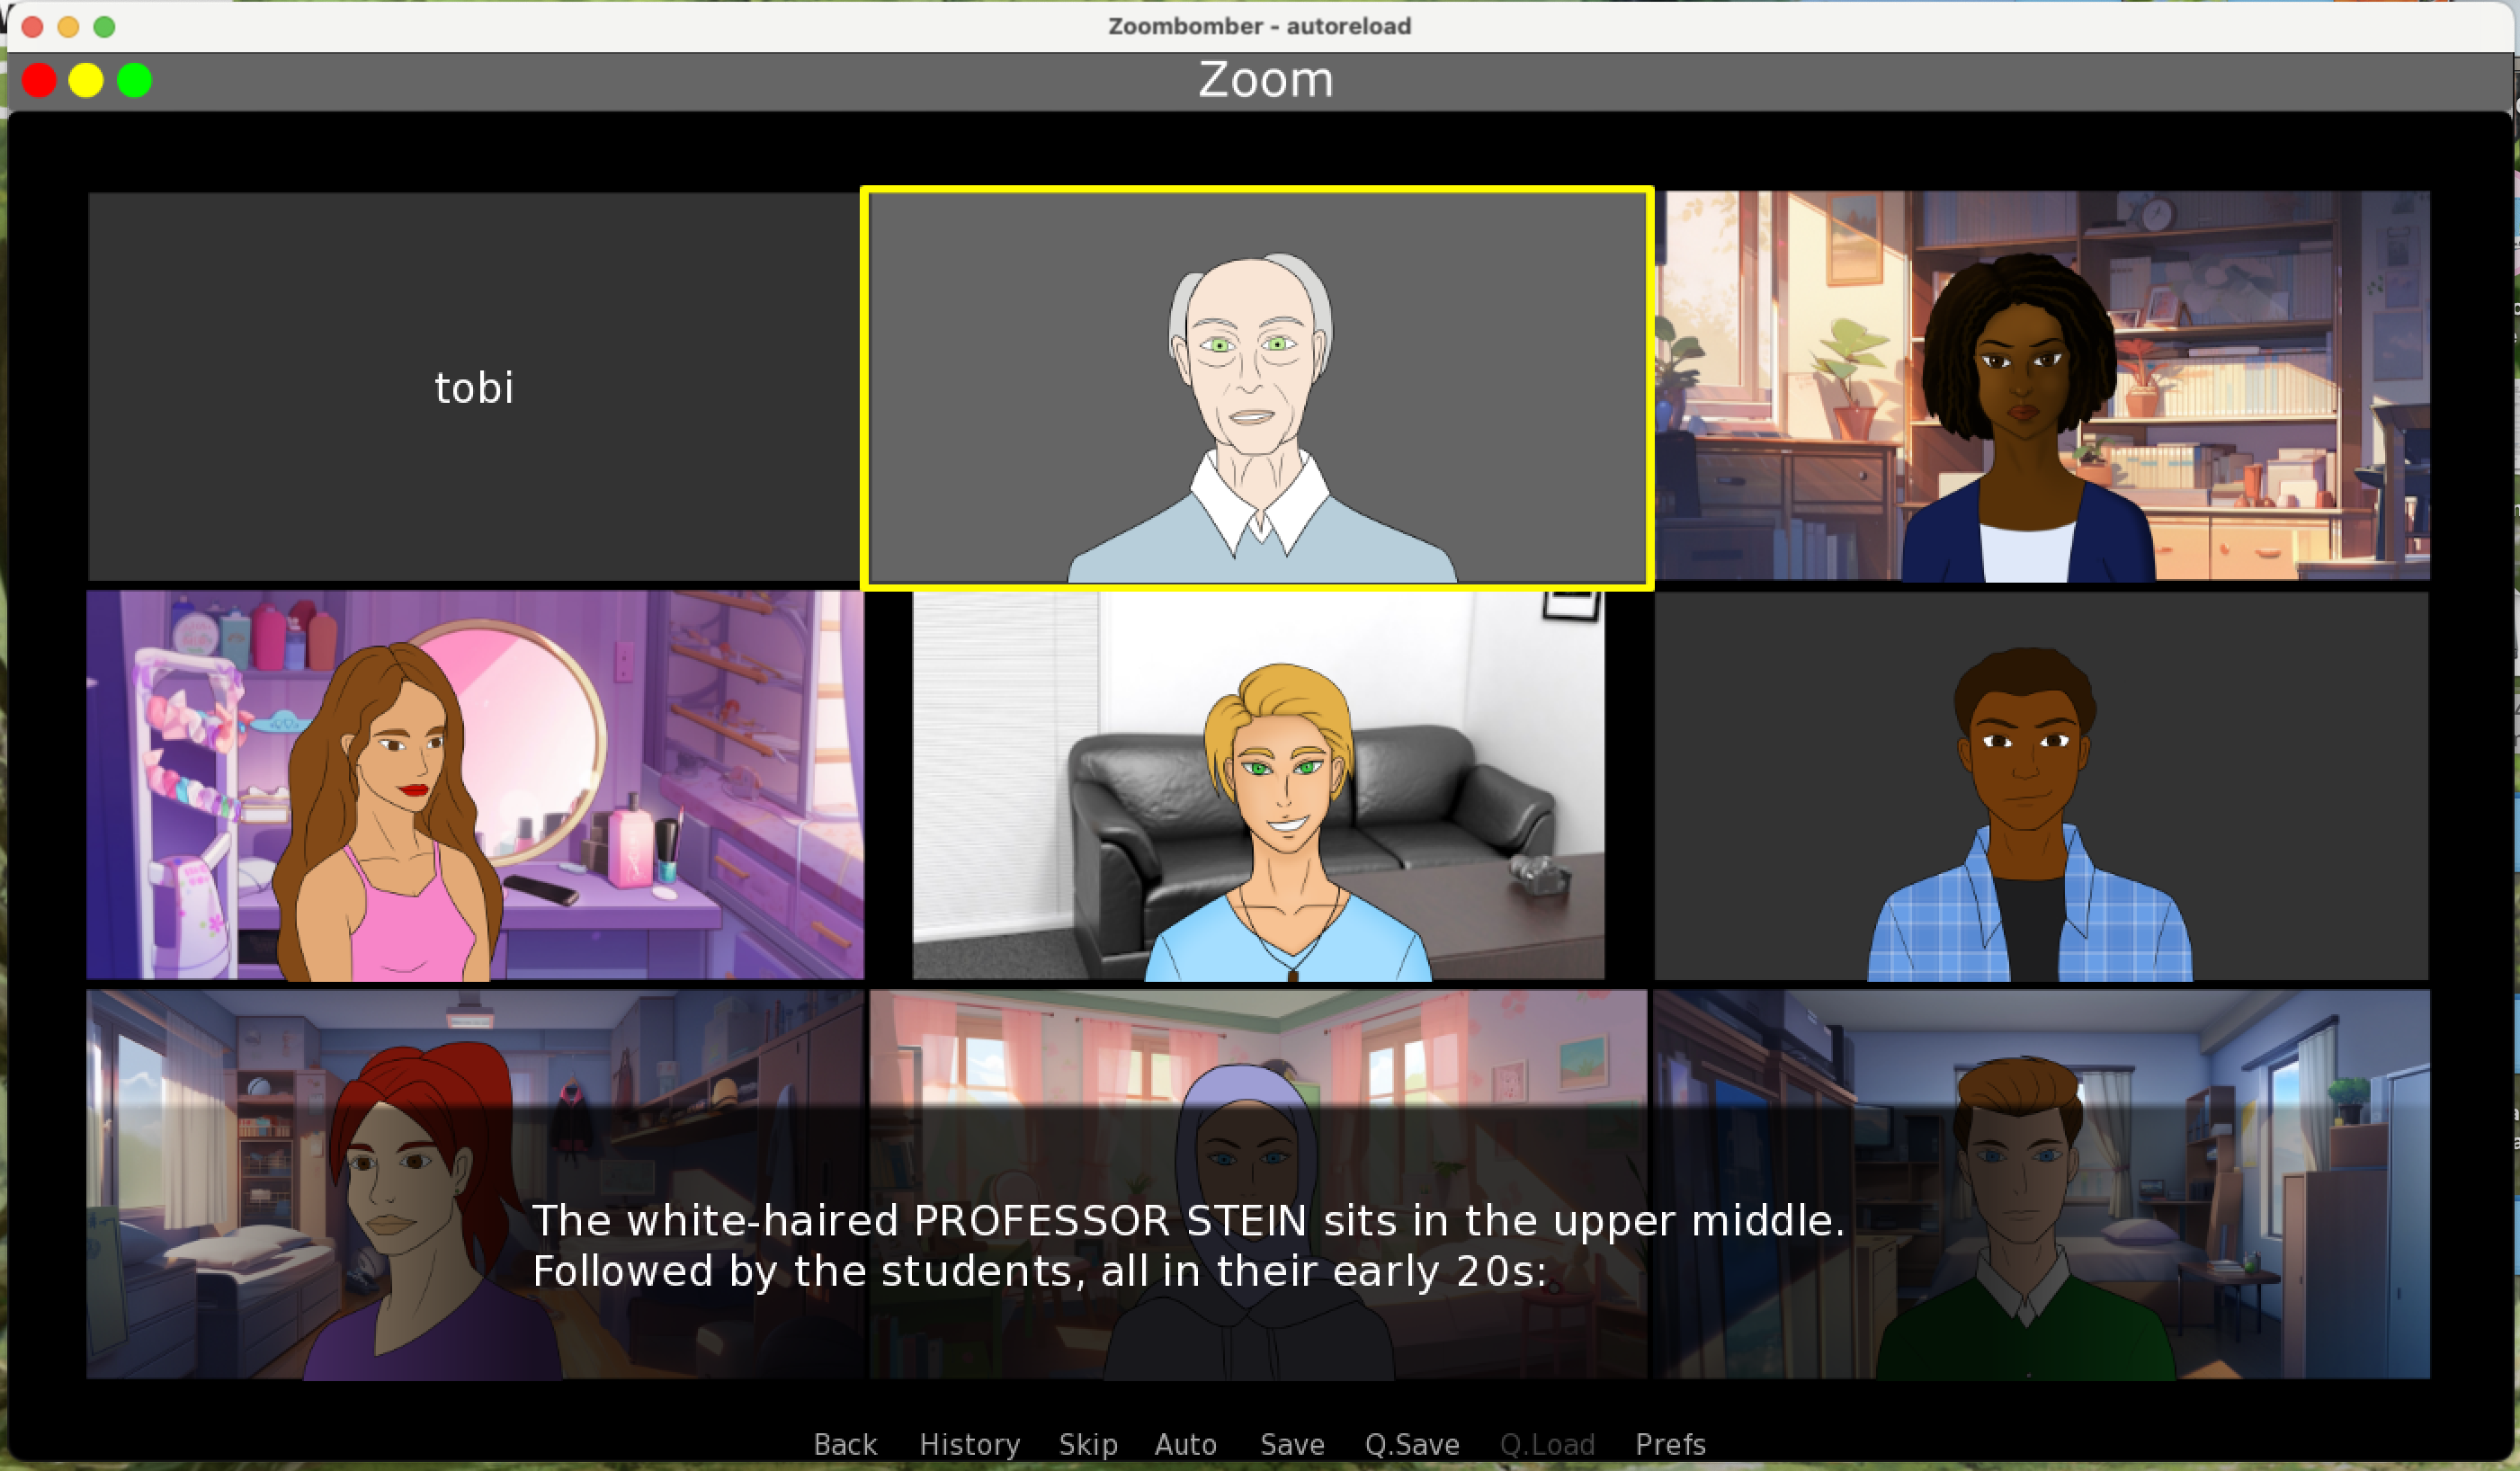 Zoombomber - autoreload
Zoom
tobi
The white-haired PROFESSOR STEIN sits in the upper middle.
Followed by the students, all in their early 20s:
Back History Skip Auto Save Q.Save Q.Load Prefs